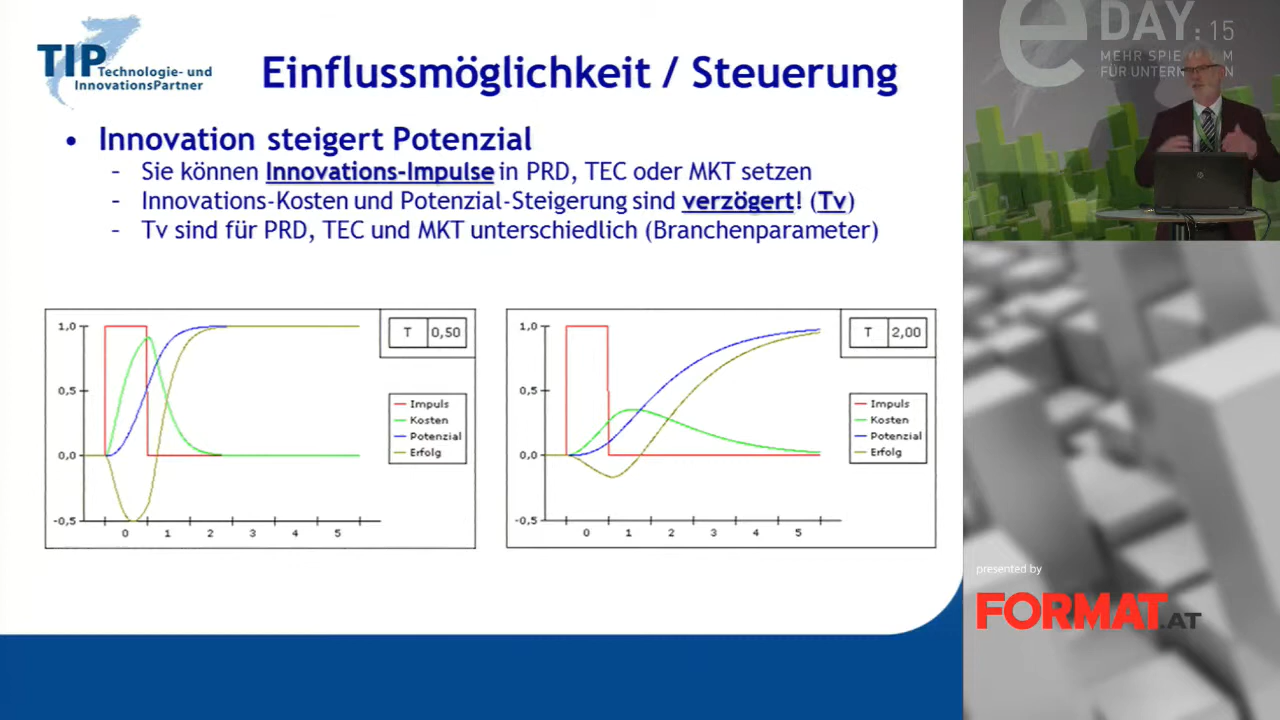 TIP Technologie- und
InnovationsPartner
Einflussmöglichkeit / Steuerung
• Innovation steigert Potenzial
– Sie können Innovations-Impulse in PRD, TEC oder MKT setzen
– Innovations-Kosten und Potenzial-Steigerung sind verzögert! (Tv)
– Tv sind für PRD, TEC und MKT unterschiedlich (Branchenparameter)
1,0
0,5
0,0
-0,5
0 1 2 3 4 5
T 0,50
Impuls
Kosten
Potenzial
Erfolg
1,0
0,5
0,0
-0,5
0 1 2 3 4 5
T 2,00
Impuls
Kosten
Potenzial
Erfolg
e DAY:15
MEHR
FÜR
presented by
FORMAT.AT